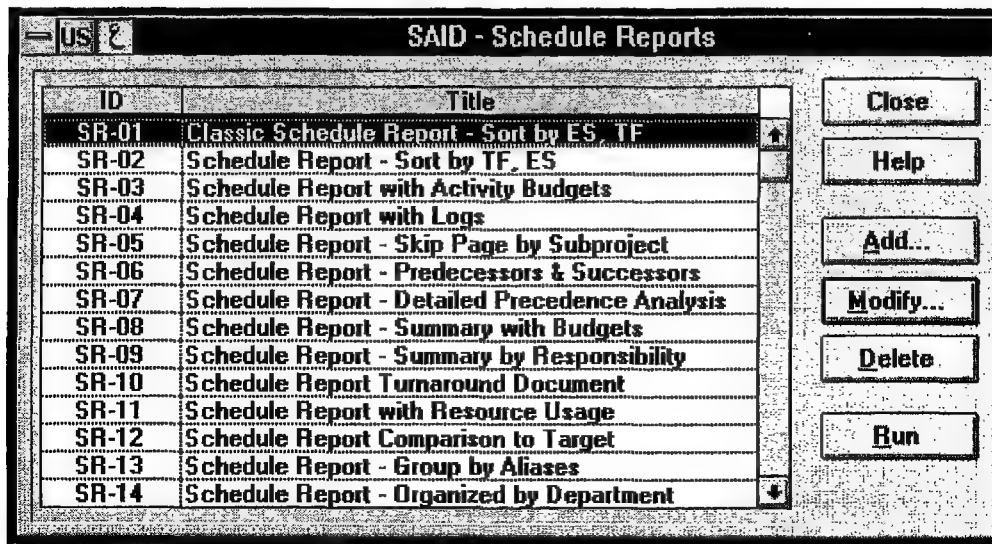 US SAID - Schedule Reports
ID Title
SR-01 Classic Schedule Report - Sort by ES, TF
SR-02 Schedule Report - Sort by TF, ES
SR-03 Schedule Report with Activity Budgets
SR-04 Schedule Report with Logs
SR-05 Schedule Report - Skip Page by Subproject
SR-06 Schedule Report - Predecessors & Successors
SR-07 Schedule Report - Detailed Precedence Analysis
SR-08 Schedule Report - Summary with Budgets
SR-09 Schedule Report - Summary by Responsibility
SR-10 Schedule Report Turnaround Document
SR-11 Schedule Report with Resource Usage
SR-12 Schedule Report Comparison to Target
SR-13 Schedule Report - Group by Aliases
SR-14 Schedule Report - Organized by Department
Close
Help
Add...
Modify...
Delete
Run